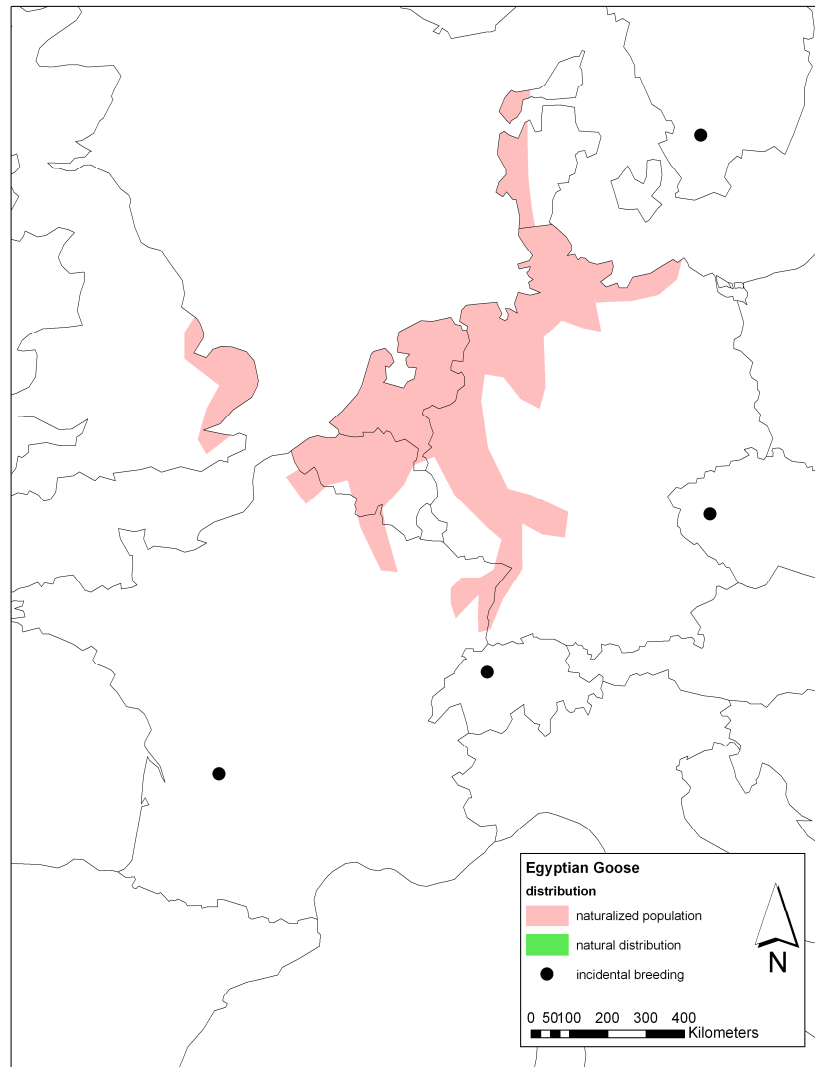 Egyptian Goose
distribution
naturalized population
natural distribution
incidental breeding
N
0 50100 200 300 400
Kilometers